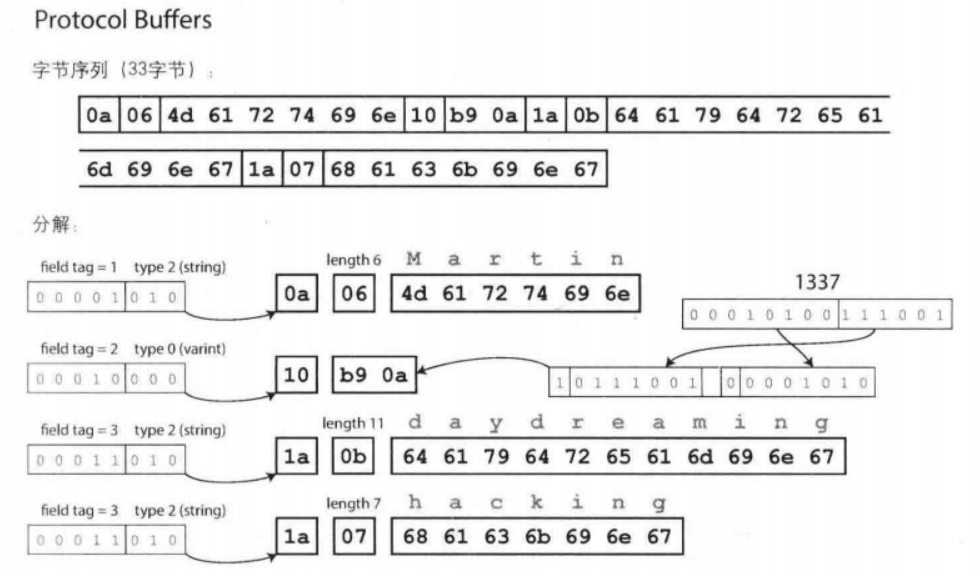 Protocol Buffers
字节序列（33字节）:
0a 06 4d 61 72 74 69 6e 10 b9 0a 1a 0b 64 61 79 64 72 65 61
6d 69 6e 67 1a 07 68 61 63 6b 69 6e 67
分解:
field tag = 1 type 2 (string) length 6 M a r t i n
0 0 0 0 1 0 1 0 0a 06 4d 61 72 74 69 6e
1337
0 0 0 1 0 1 0 0 1 1 1 0 0 1
field tag = 2 type 0 (varint)
0 0 0 1 0 0 0 0 10 b9 0a 1 0 1 1 1 0 0 1 0 0 0 0 1 0 1 0
field tag = 3 type 2 (string) length 11 d a y d r e a m i n g
0 0 0 1 1 0 1 0 1a 0b 64 61 79 64 72 65 61 6d 69 6e 67
field tag = 3 type 2 (string) length 7 h a c k i n g
0 0 0 1 1 0 1 0 1a 07 68 61 63 6b 69 6e 67